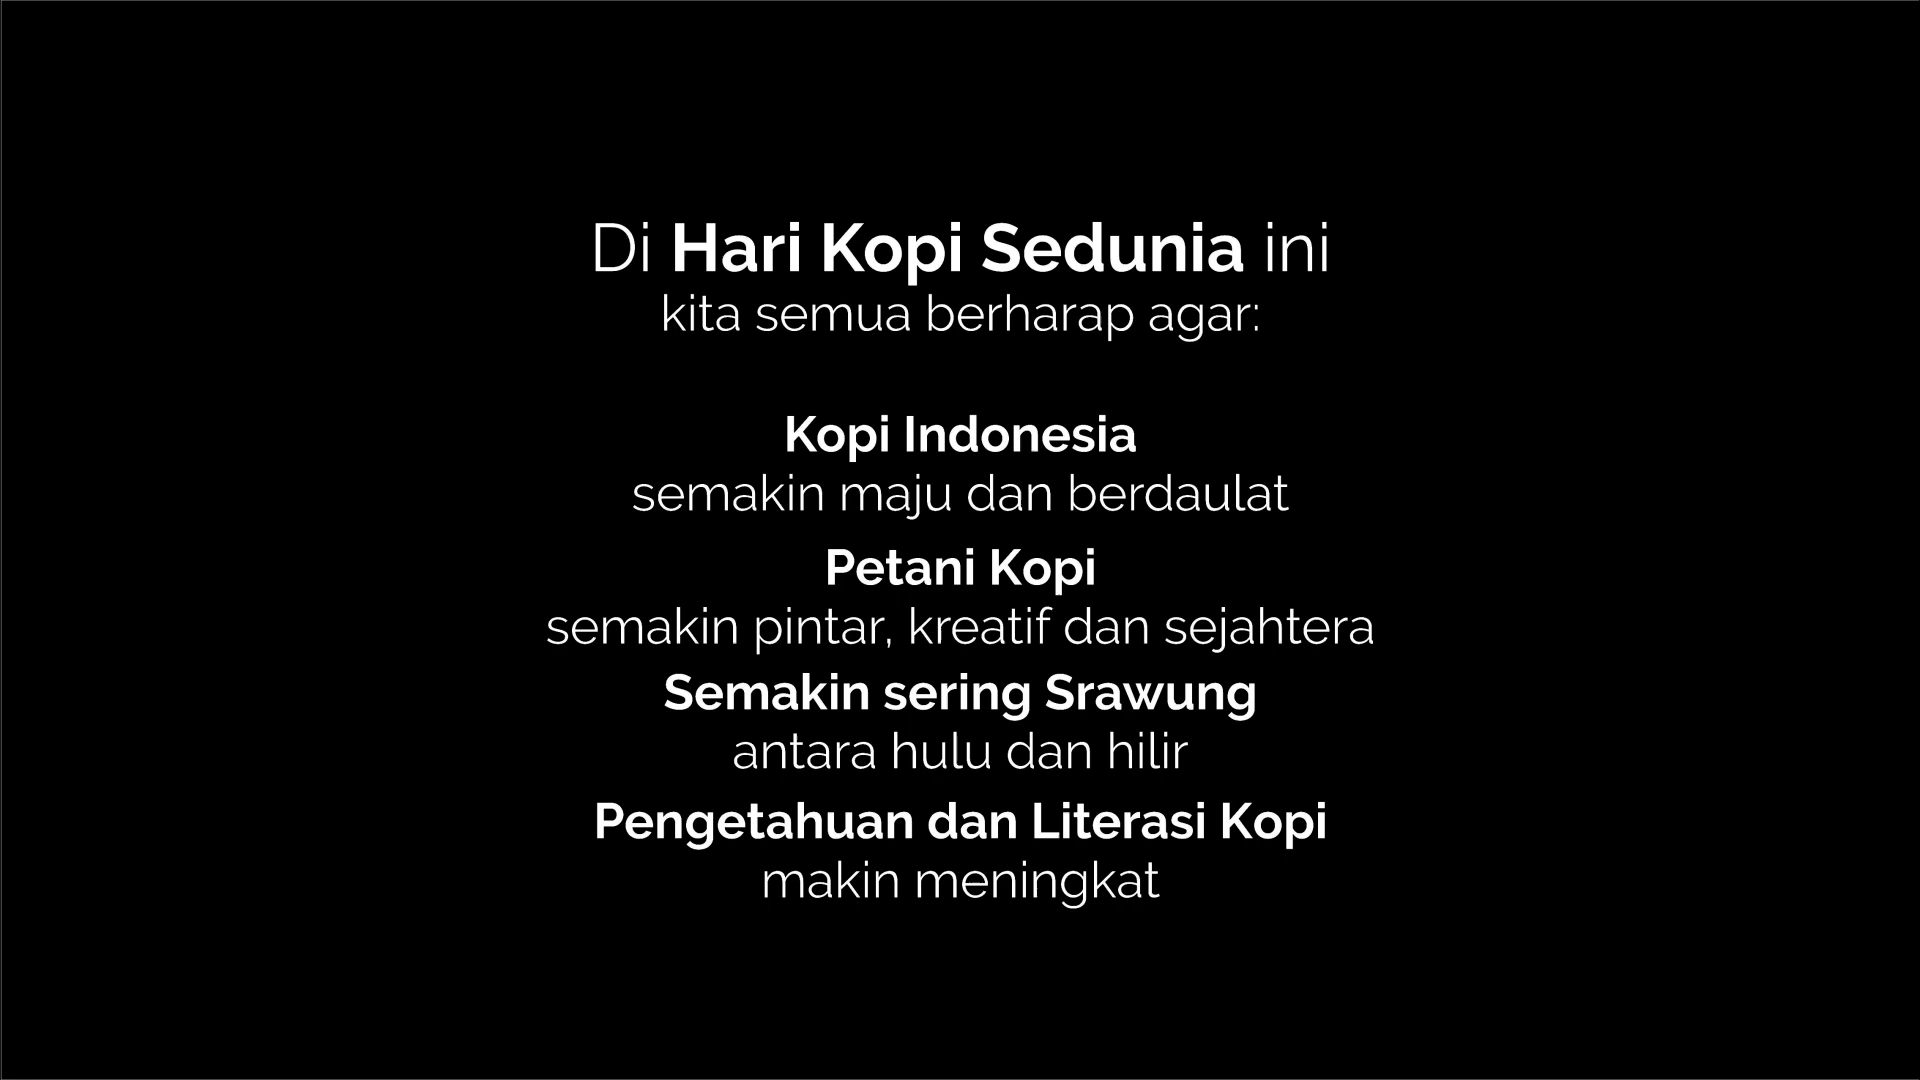 Di Hari Kopi Sedunia ini
kita semua berharap agar:
Kopi Indonesia
semakin maju dan berdaulat
Petani Kopi
semakin pintar, kreatif dan sejahtera
Semakin sering Srawung
antara hulu dan hilir
Pengetahuan dan Literasi Kopi
makin meningkat